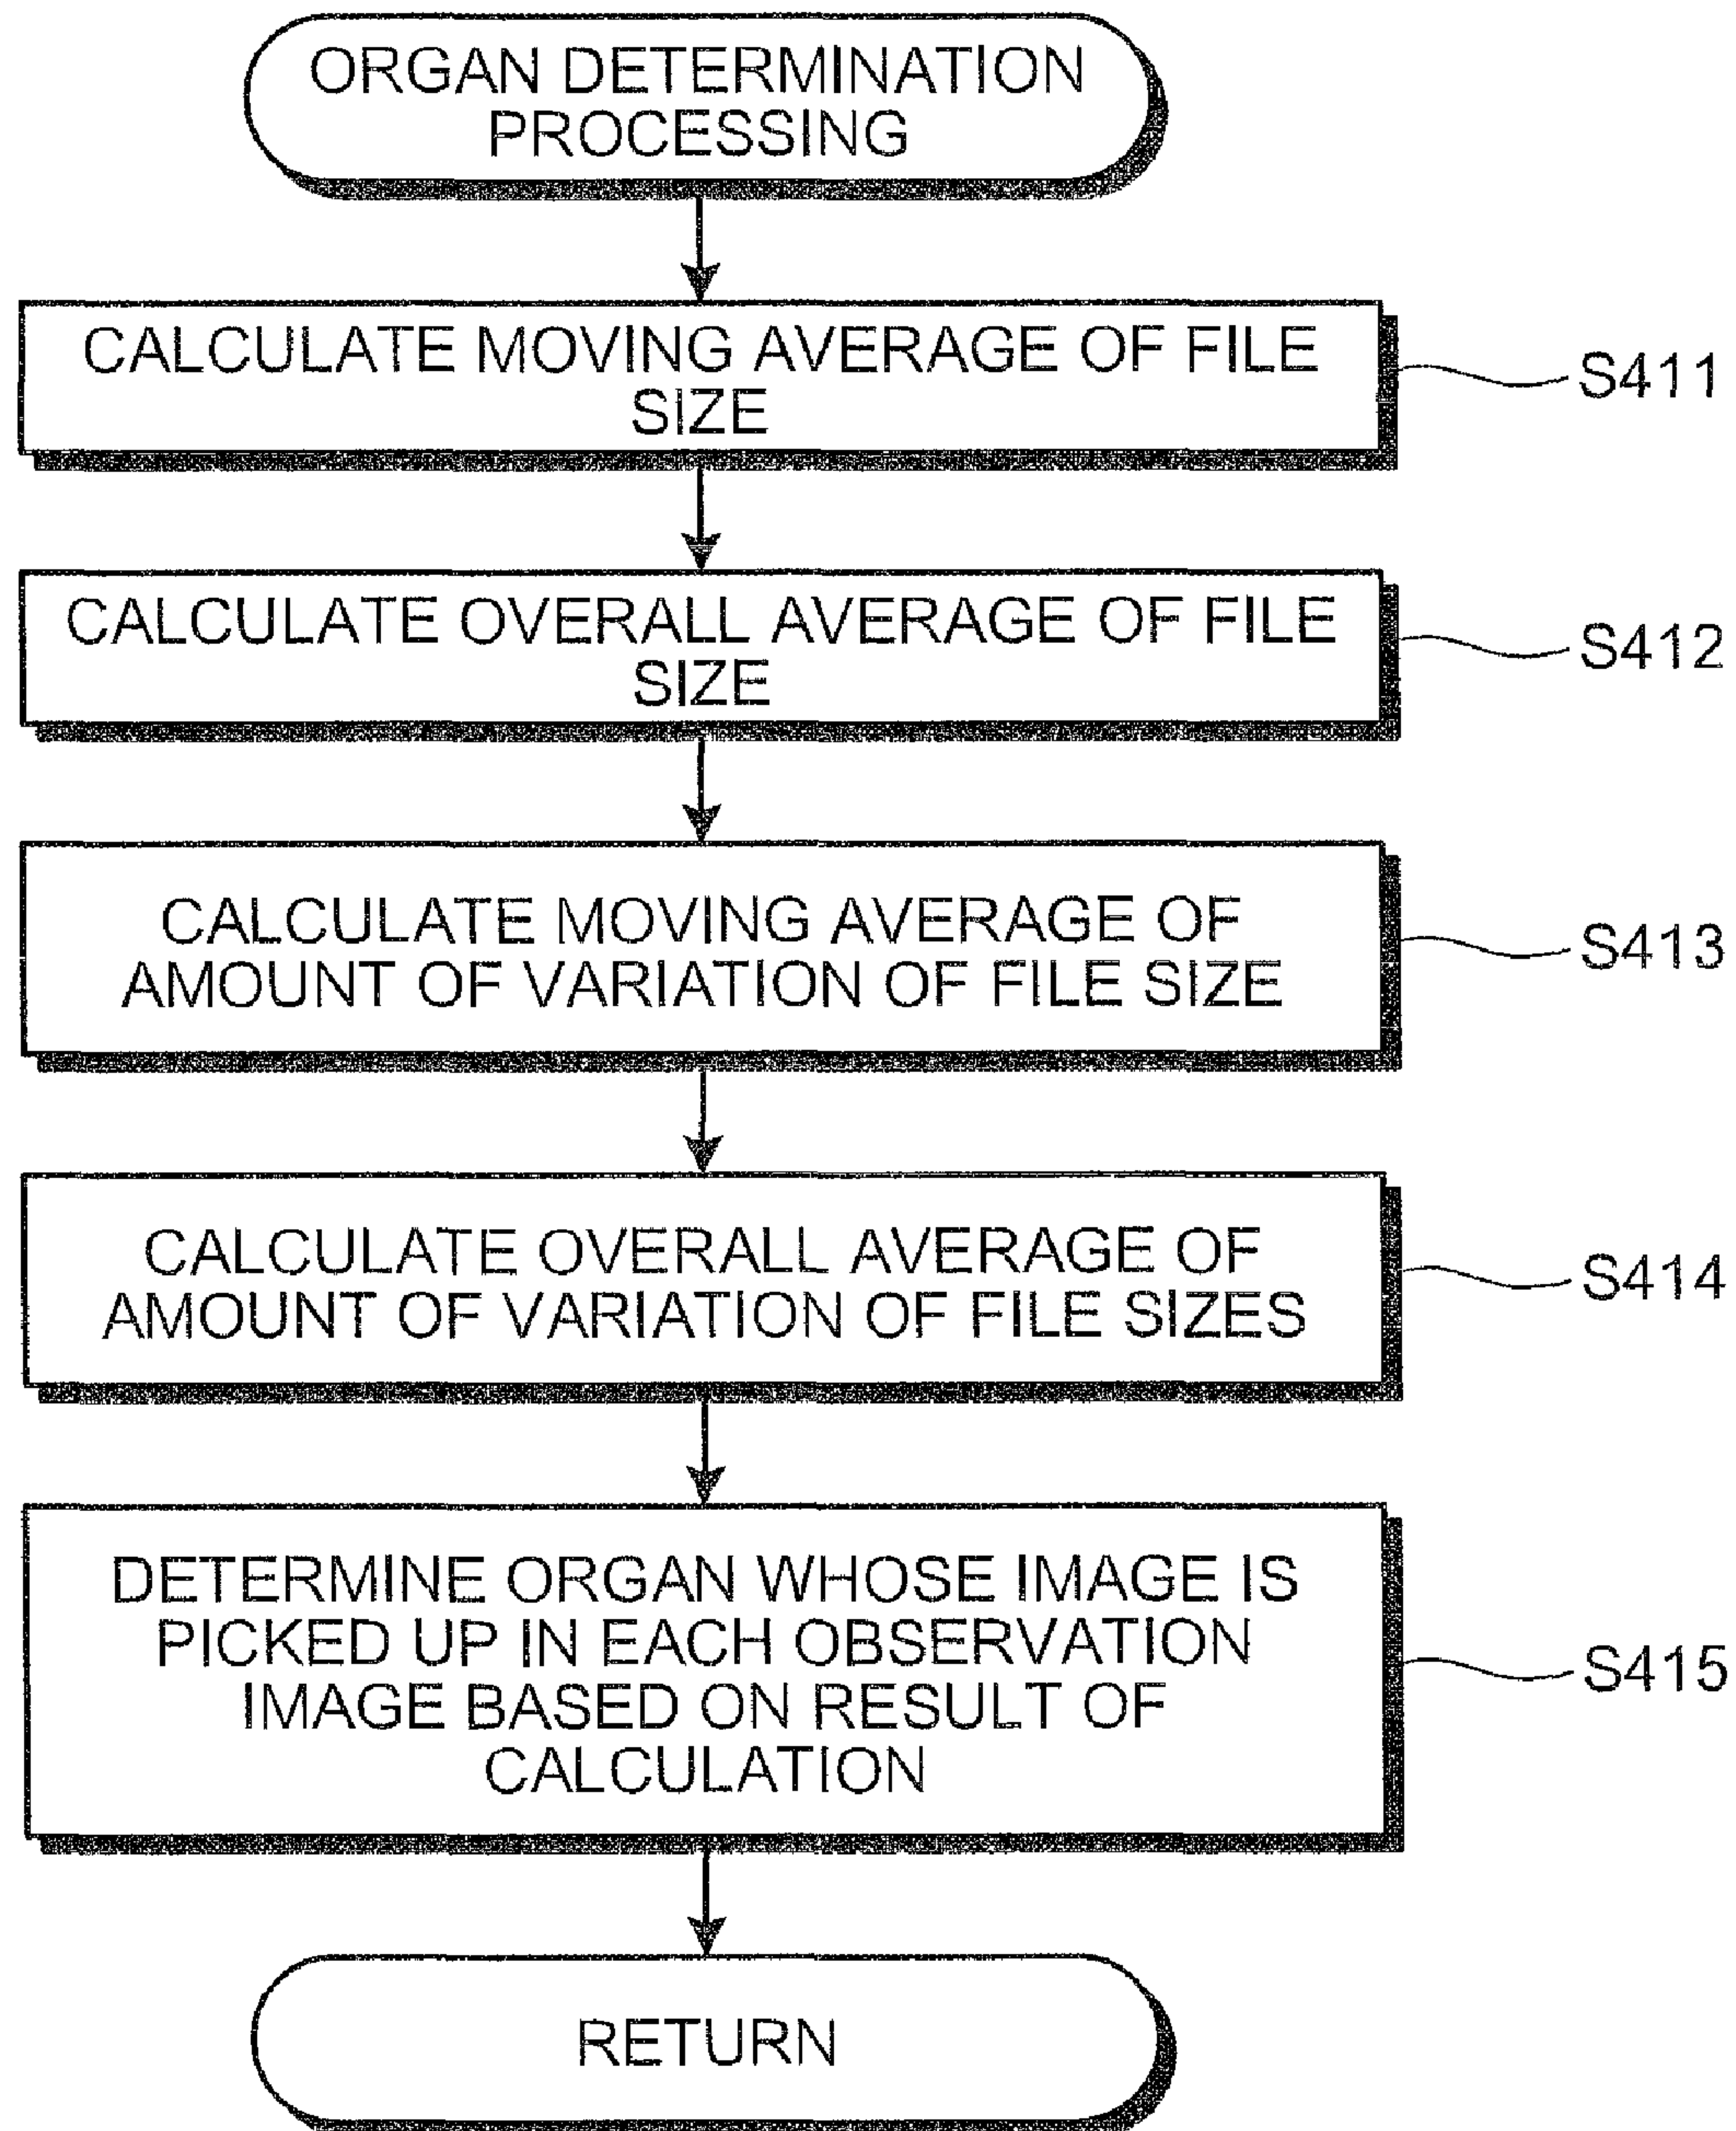 ORGAN DETERMINATION
PROCESSING
CALCULATE MOVING AVERAGE OF FILE
SIZE
S411
CALCULATE OVERALL AVERAGE OF FILE
SIZE
S412
CALCULATE MOVING AVERAGE OF
AMOUNT OF VARIATION OF FILE SIZE
S413
CALCULATE OVERALL AVERAGE OF
AMOUNT OF VARIATION OF FILE SIZES
S414
DETERMINE ORGAN WHOSE IMAGE IS
PICKED UP IN EACH OBSERVATION
IMAGE BASED ON RESULT OF
CALCULATION
S415
RETURN